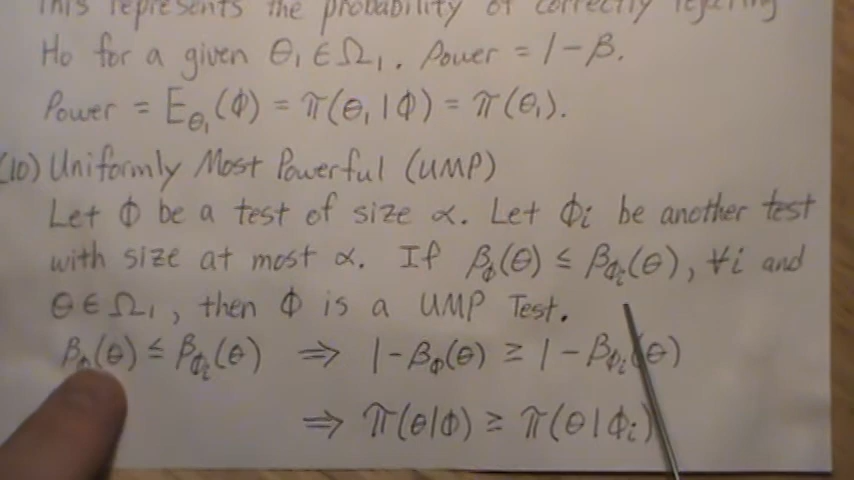 This represents the probability of correctly rejecting
Ho for a given θ₁ ∈ Ω₁. Power = 1 - β.
Power = E_θ₁(Φ) = π(θ₁|Φ) = π(θ₁).
(10) Uniformly Most Powerful (UMP)
Let Φ be a test of size α. Let Φi be another test
with size at most α. If β_Φ(θ) ≤ β_Φi(θ), ∀i and
θ ∈ Ω₁, then Φ is a UMP Test.
β_Φ(θ) ≤ β_Φi(θ) ⇒ 1-β_Φ(θ) ≥ 1-β_Φi(θ)
⇒ π(θ|Φ) ≥ π(θ|Φi)